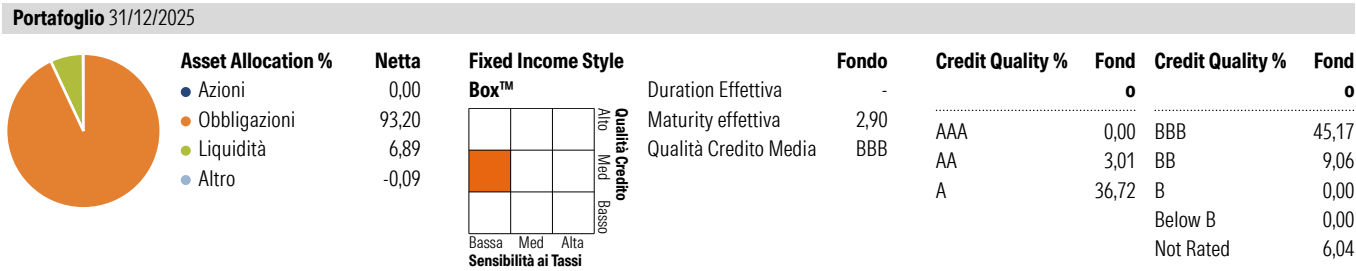 Portafoglio 31/12/2025
Asset Allocation % Netta
Azioni 0,00
Obbligazioni 93,20
Liquidità 6,89
Altro -0,09
Fixed Income Style
Box™
Alto Med Basso
Qualità Credito
Bassa Med Alta
Sensibilità ai Tassi
Fondo
Duration Effettiva -
Maturity effettiva 2,90
Qualità Credito Media BBB
Credit Quality % Fond
o
AAA 0,00
AA 3,01
A 36,72
Credit Quality % Fond
o
BBB 45,17
BB 9,06
B 0,00
Below B 0,00
Not Rated 6,04